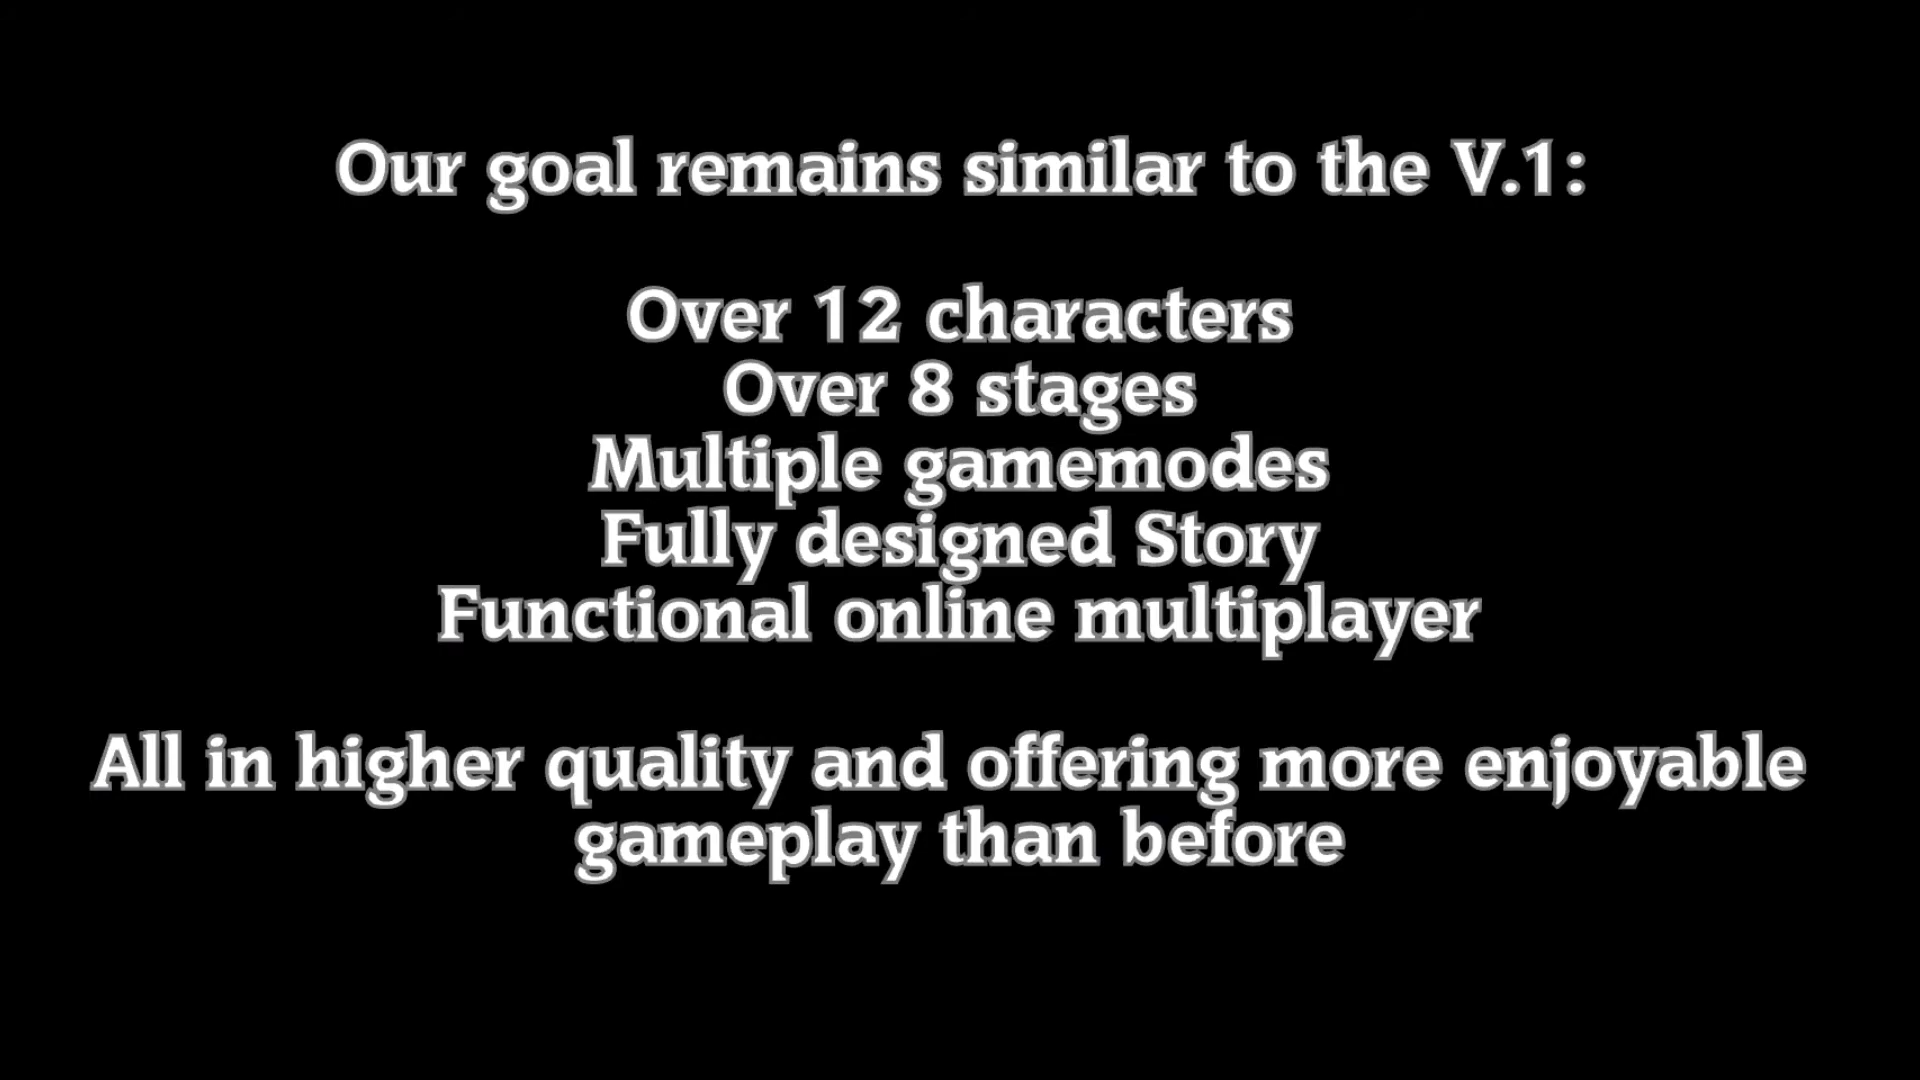 Our goal remains similar to the V.1:
Over 12 characters
Over 8 stages
Multiple gamemodes
Fully designed Story
Functional online multiplayer
All in higher quality and offering more enjoyable
gameplay than before